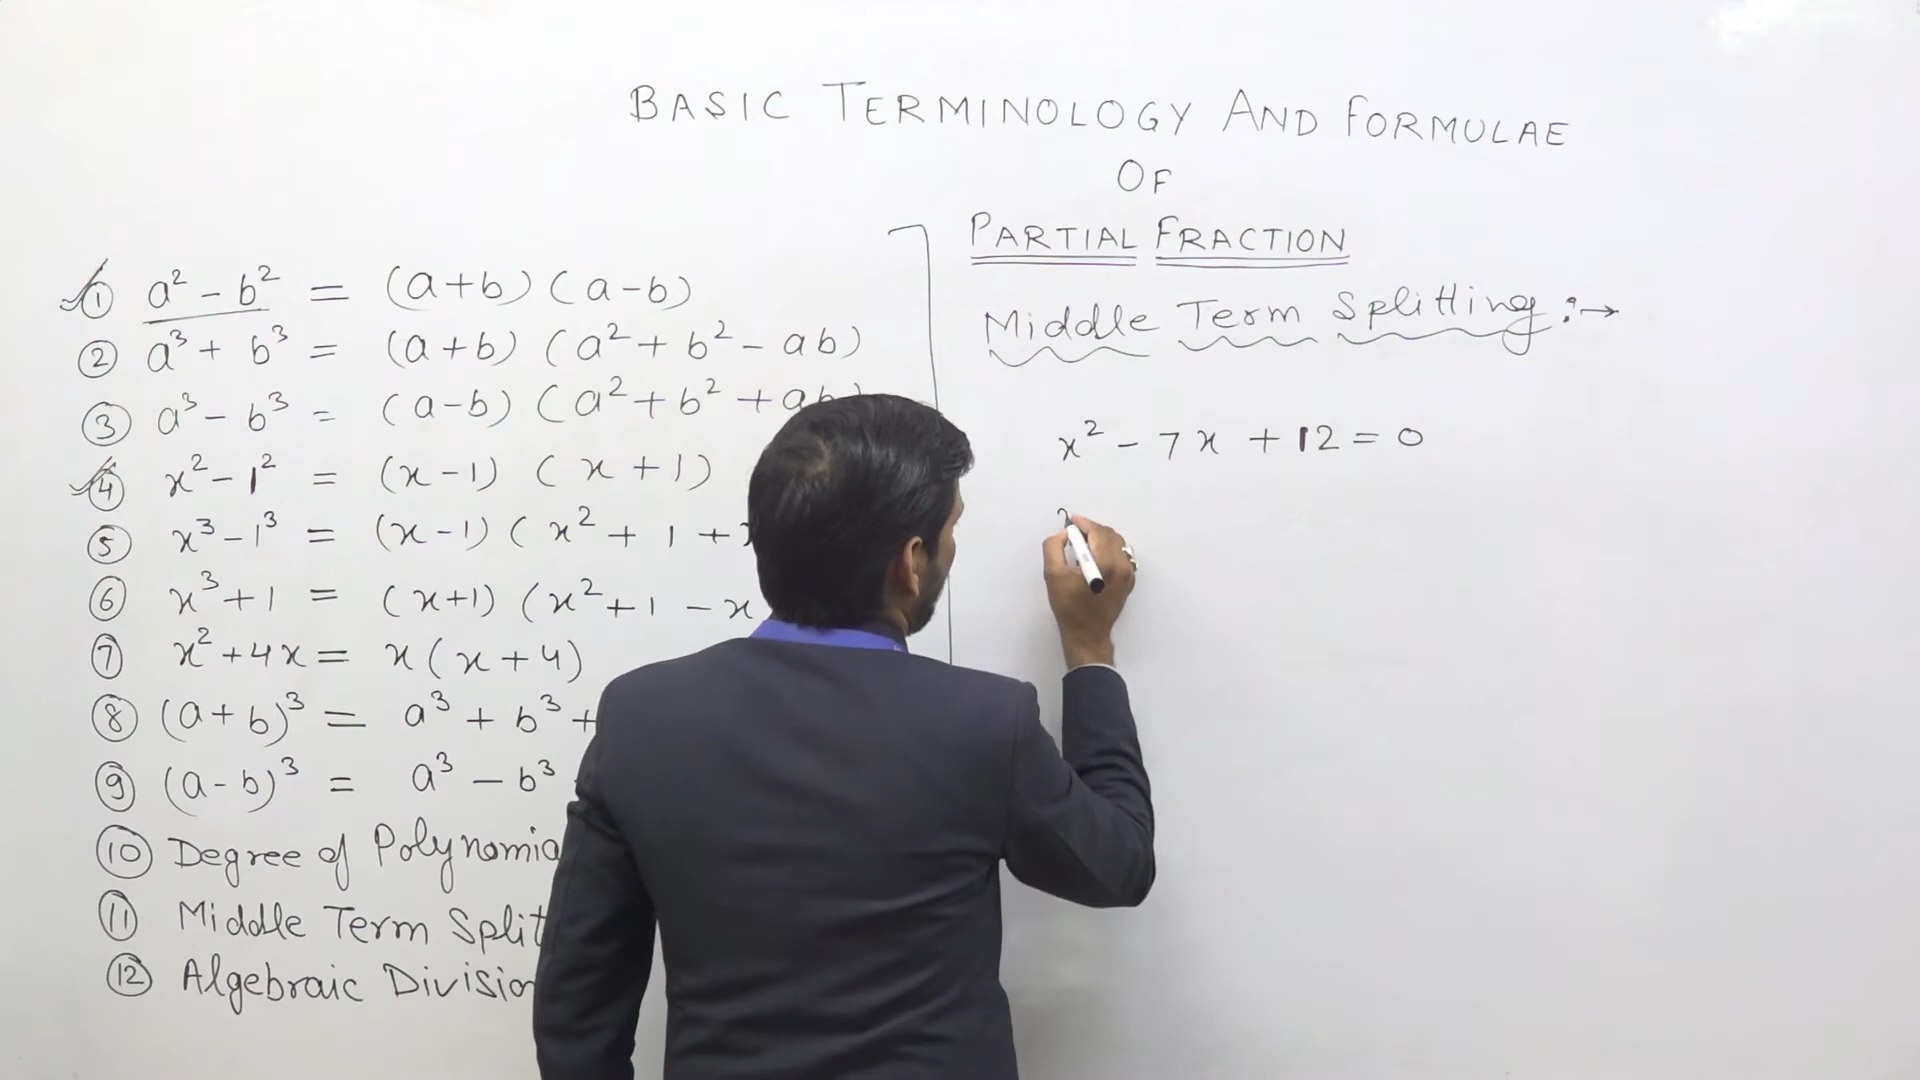 BASIC TERMINOLOGY AND FORMULAE
OF
PARTIAL FRACTION
① a² - b² = (a+b) (a-b)
② a³ + b³ = (a+b) (a² + b² - ab)
③ a³ - b³ = (a-b) (a² + b² + ab)
④ x² - 1² = (x-1) (x+1)
⑤ x³ - 1³ = (x-1) (x² + 1 +
⑥ x³ + 1 = (x+1) (x² + 1 - x
⑦ x² + 4x = x(x+4)
⑧ (a+b)³ = a³ + b³ +
⑨ (a-b)³ = a³ - b³
⑩ Degree of Polynomia
⑪ Middle Term Split
⑫ Algebraic Division
Middle Term Splitting :→
x² - 7x + 12 = 0